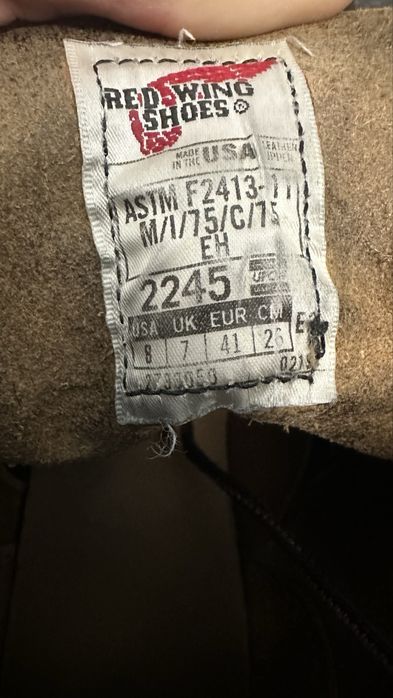 RED WING
SHOES®
MADE IN THE USA LEATHER UPPER
ASTM F2413-11
M/I/75/C/75
EH
2245
USA UK EUR CM
8 7 41 26